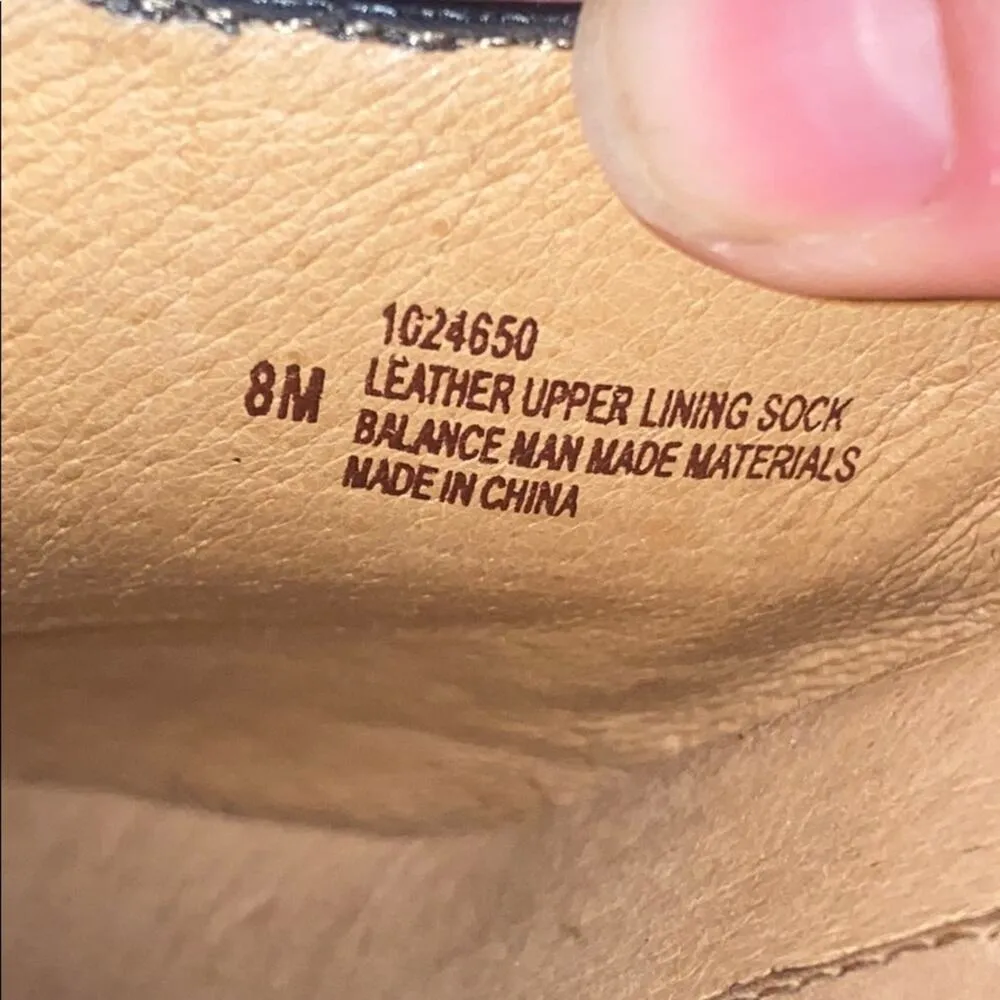 1024650
8M
LEATHER UPPER LINING SOCK
BALANCE MAN MADE MATERIALS
MADE IN CHINA